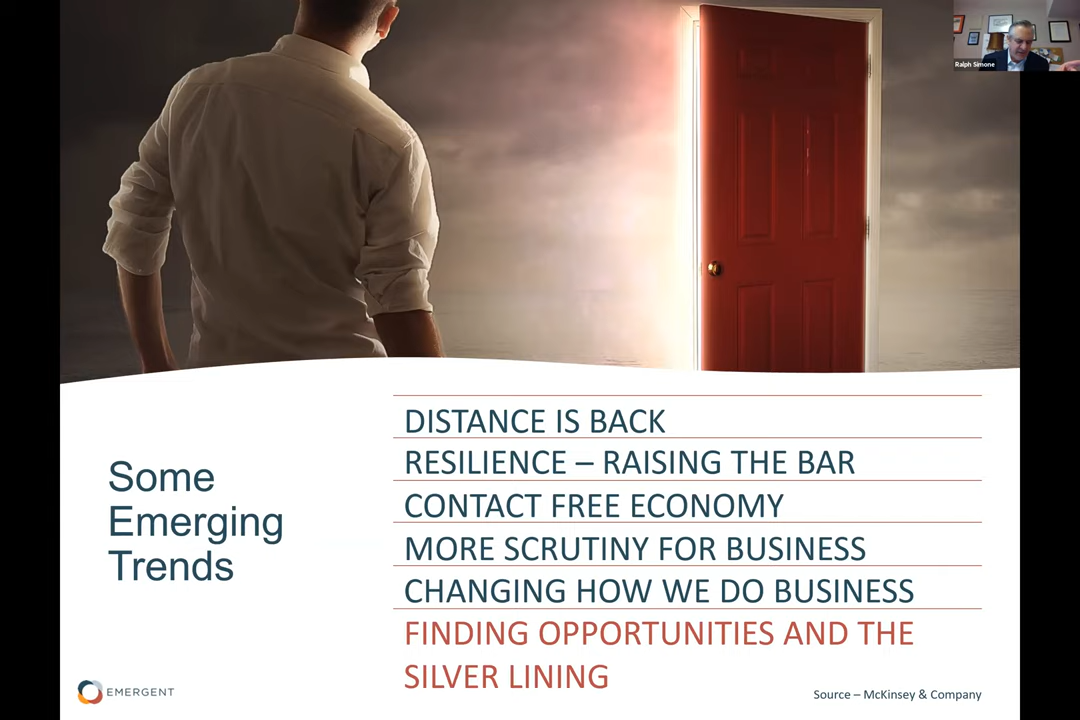 Ralph Simone
Some
Emerging
Trends
DISTANCE IS BACK
RESILIENCE – RAISING THE BAR
CONTACT FREE ECONOMY
MORE SCRUTINY FOR BUSINESS
CHANGING HOW WE DO BUSINESS
FINDING OPPORTUNITIES AND THE
SILVER LINING
EMERGENT
Source – McKinsey & Company